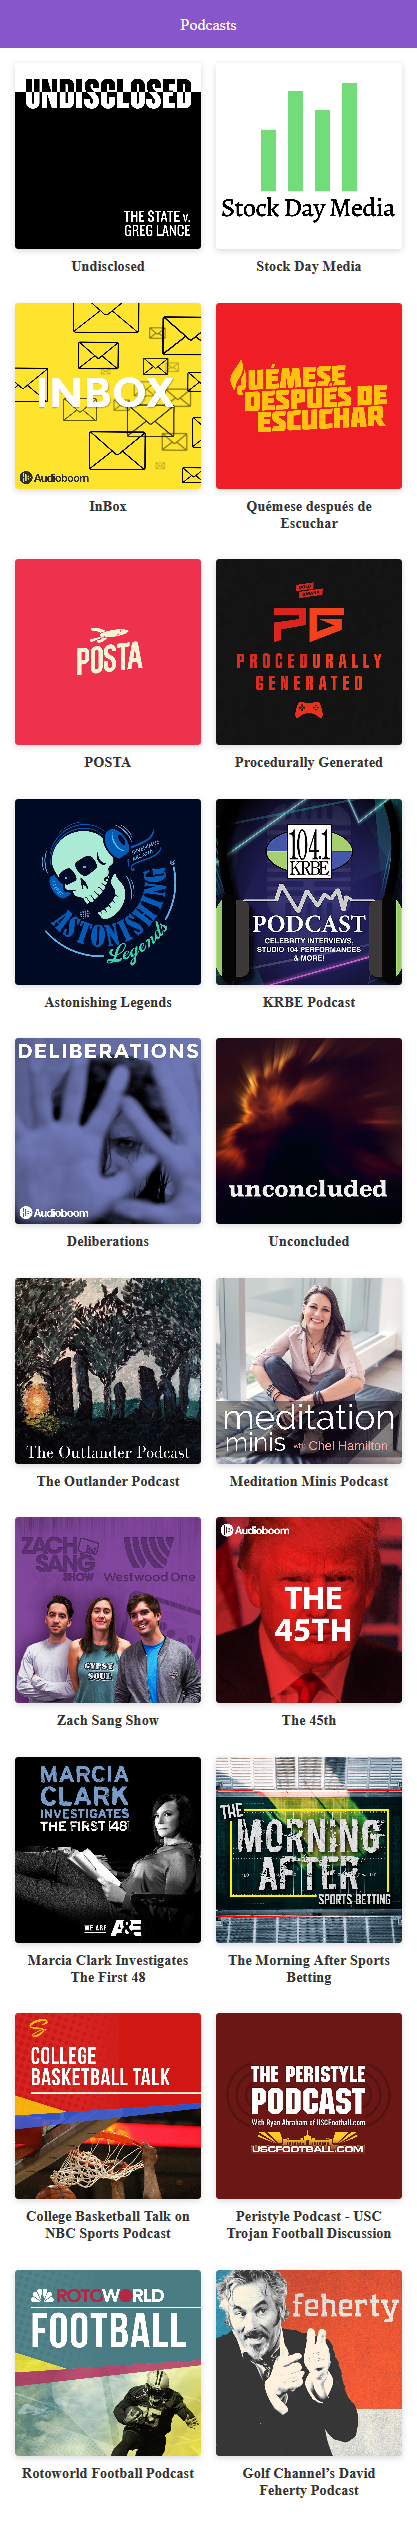 Podcasts
UNDISCLOSED
THE STATE v.
GREG LANCE
Undisclosed
Stock Day Media
Stock Day Media
INBOX
Audioboom
InBox
QUÉMESE
DESPUÉS DE
ESCUCHAR
Quémese después de
Escuchar
POSTA
POSTA
PG
PROCEDURALLY
GENERATED
Procedurally Generated
ASTONISHING
Legends
Astonishing Legends
104.1
KRBE
PODCAST
CELEBRITY INTERVIEWS,
STUDIO 104 PERFORMANCES
& MORE!
KRBE Podcast
DELIBERATIONS
Audioboom
Deliberations
unconcluded
Unconcluded
The Outlander Podcast
The Outlander Podcast
meditation
minis with Chel Hamilton
Meditation Minis Podcast
ZACH
SANG
SHOW
Westwood One
GYPSY
SOUL
Zach Sang Show
Audioboom
THE
45TH
The 45th
MARCIA
CLARK
INVESTIGATES
THE FIRST [48]
WE ARE A&E
Marcia Clark Investigates
The First 48
THE
MORNING
AFTER
SPORTS BETTING
The Morning After Sports
Betting
S
COLLEGE
BASKETBALL TALK
College Basketball Talk on
NBC Sports Podcast
THE PERISTYLE
PODCAST
With Ryan Abraham of USCFootball.com
USCFOOTBALL.COM
Peristyle Podcast - USC
Trojan Football Discussion
ROTOWORLD
FOOTBALL
Rotoworld Football Podcast
feherty
Golf Channel’s David
Feherty Podcast